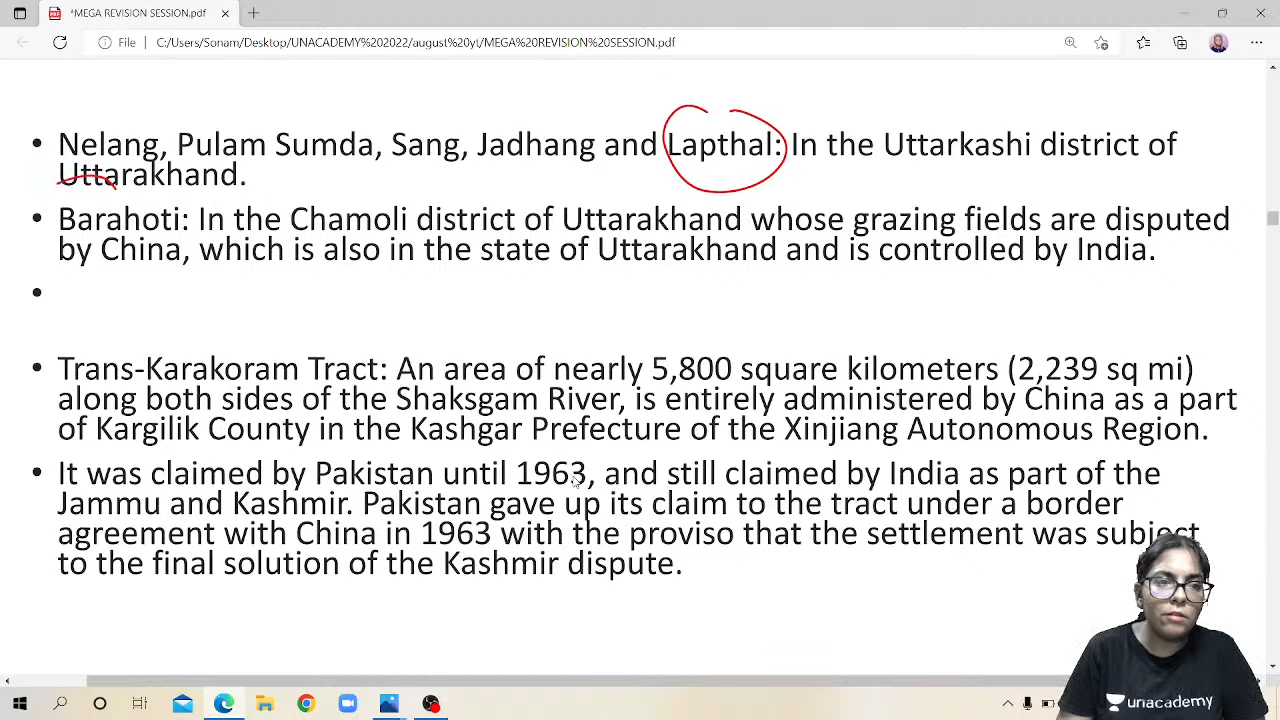 *MEGA REVISION SESSION.pdf
File
C:/Users/Sonam/Desktop/UNACADEMY%202022/august%20yt/MEGA%20REVISION%20SESSION.pdf
• Nelang, Pulam Sumda, Sang, Jadhang and Lapthal: In the Uttarkashi district of
Uttarakhand.
• Barahoti: In the Chamoli district of Uttarakhand whose grazing fields are disputed
by China, which is also in the state of Uttarakhand and is controlled by India.
•
• Trans-Karakoram Tract: An area of nearly 5,800 square kilometers (2,239 sq mi)
along both sides of the Shaksgam River, is entirely administered by China as a part
of Kargilik County in the Kashgar Prefecture of the Xinjiang Autonomous Region.
• It was claimed by Pakistan until 1963, and still claimed by India as part of the
Jammu and Kashmir. Pakistan gave up its claim to the tract under a border
agreement with China in 1963 with the proviso that the settlement was subject
to the final solution of the Kashmir dispute.
unacademy